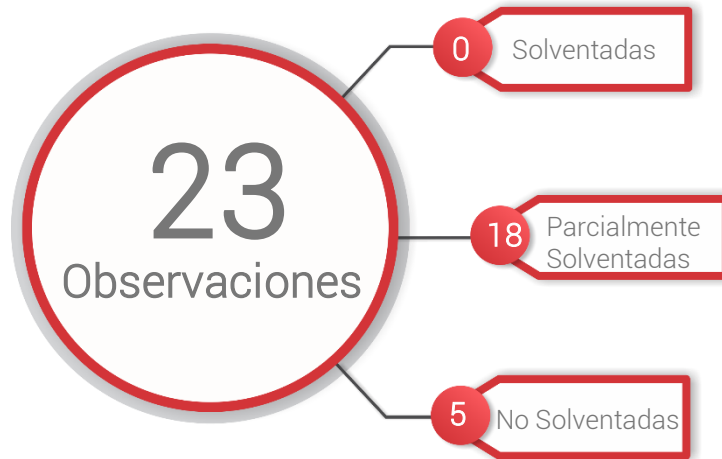 0
Solventadas
23
Observaciones
18
Parcialmente
Solventadas
5
No Solventadas